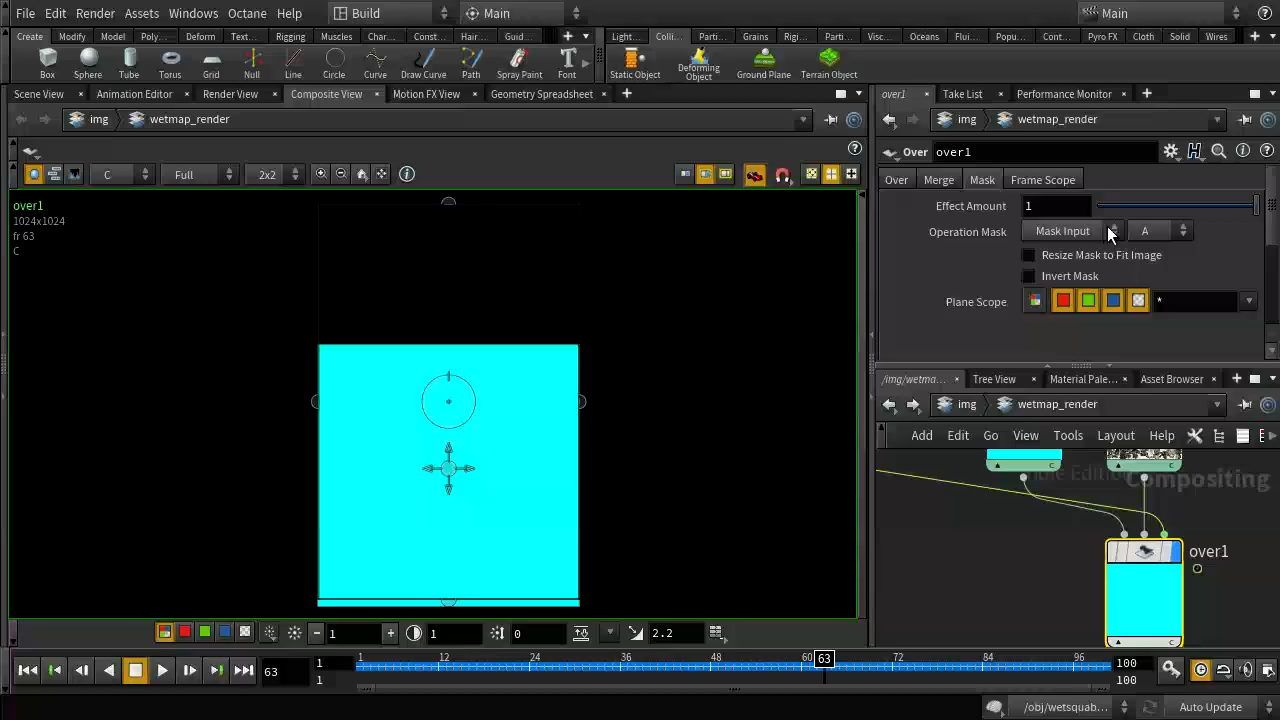 File Edit Render Assets Windows Octane Help Build Main Main
Create Modify Model Poly... Deform Text... Rigging Muscles Char... Const... Hair... Guid... Light... Colli... Parti... Grains Rig... Parti... Visc... Oceans Flui... Popu... Cont... Pyro FX Cloth Solid Wires
Box Sphere Tube Torus Grid Null Line Circle Curve Draw Curve Path Spray Paint Font Static Object Deforming Object Ground Plane Terrain Object
Scene View Animation Editor Render View Composite View Motion FX View Geometry Spreadsheet
img wetmap_render
C Full 2x2
over1
1024x1024
fr 63
C
1 1 0 2.2
over1 Take List Performance Monitor
img wetmap_render
Over over1
Over Merge Mask Frame Scope
Effect Amount 1
Operation Mask Mask Input A
Resize Mask to Fit Image
Invert Mask
Plane Scope *
/img/wetma... Tree View Material Pale... Asset Browser
img wetmap_render
Add Edit Go View Tools Layout Help
Compositing
C C
over1
C
63 1 1 1 12 24 36 48 60 63 72 84 96 100 100
/obj/wetsquab... Auto Update